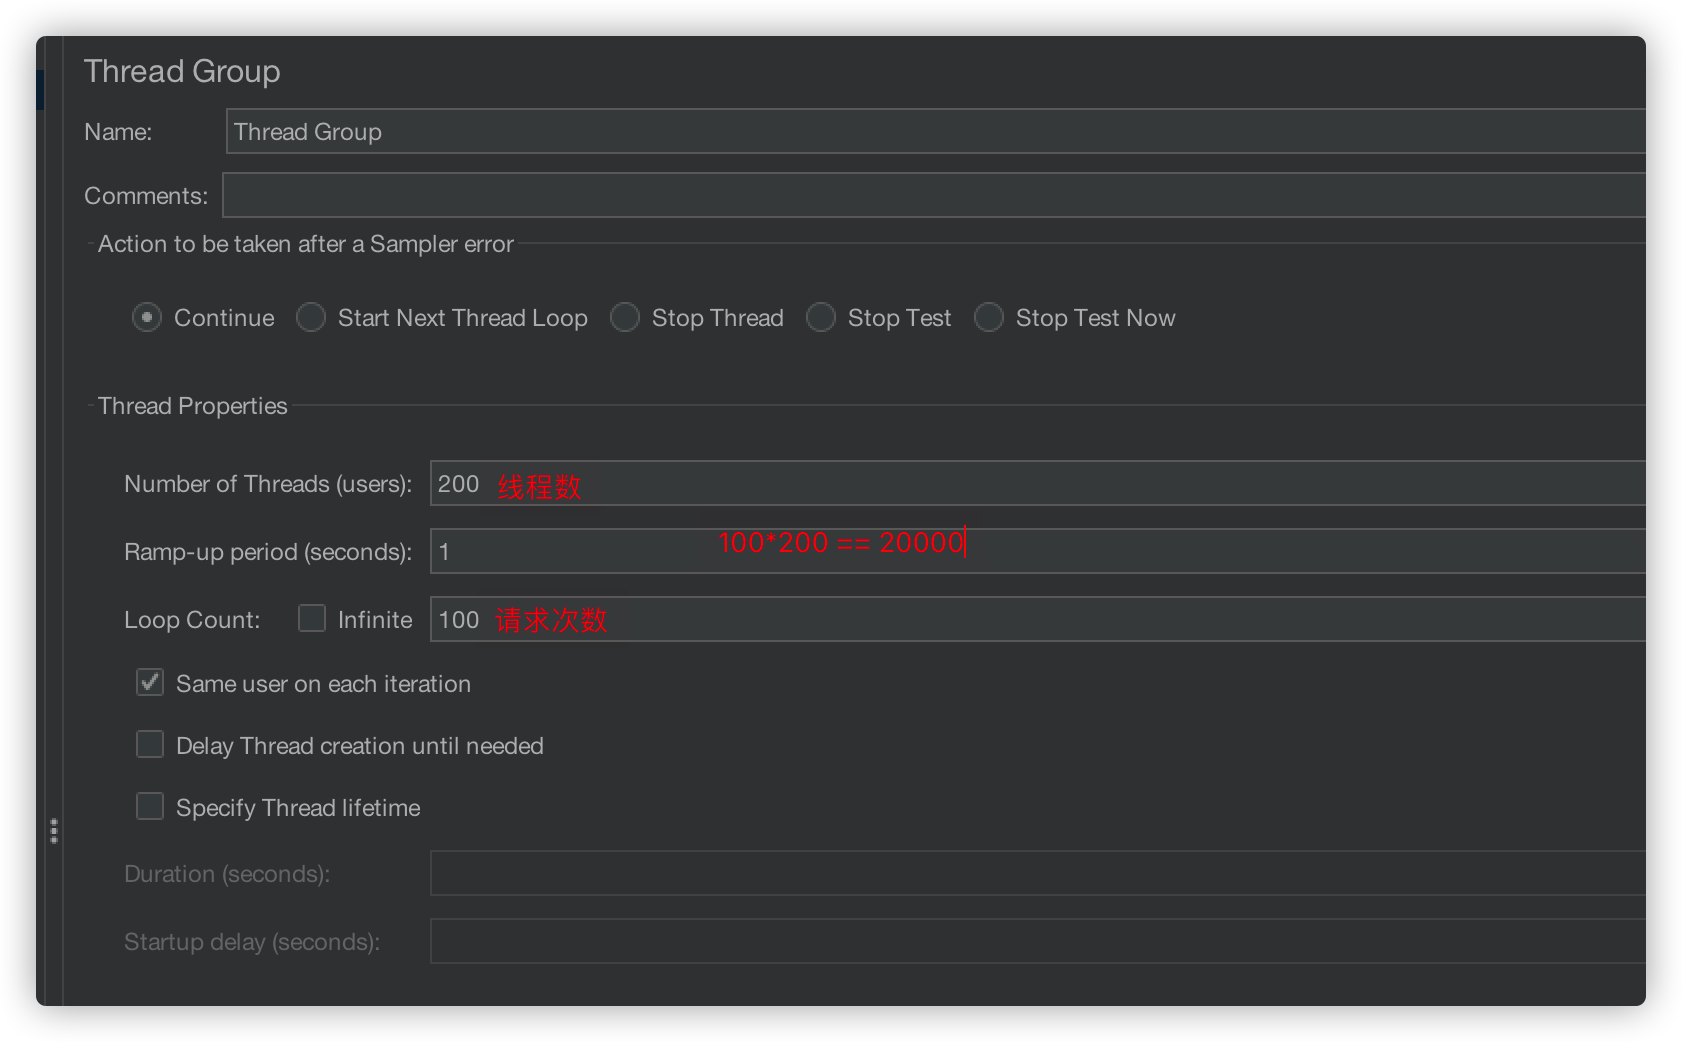 Thread Group
Name: Thread Group
Comments:
Action to be taken after a Sampler error
Continue Start Next Thread Loop Stop Thread Stop Test Stop Test Now
Thread Properties
Number of Threads (users): 200 线程数
100*200 == 20000
Ramp-up period (seconds): 1
Loop Count: Infinite 100 请求次数
Same user on each iteration
Delay Thread creation until needed
Specify Thread lifetime
Duration (seconds):
Startup delay (seconds):